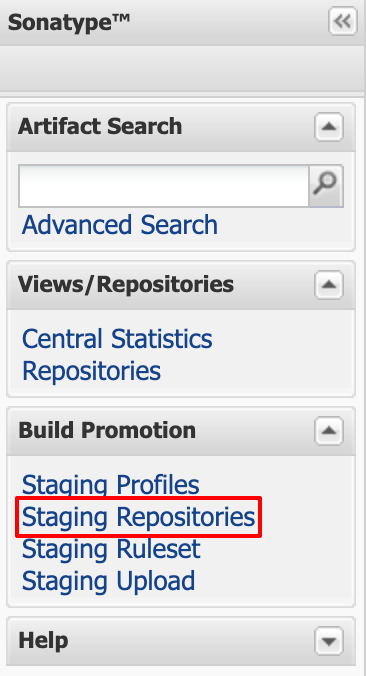 Sonatype™
Artifact Search
Advanced Search
Views/Repositories
Central Statistics
Repositories
Build Promotion
Staging Profiles
Staging Repositories
Staging Ruleset
Staging Upload
Help